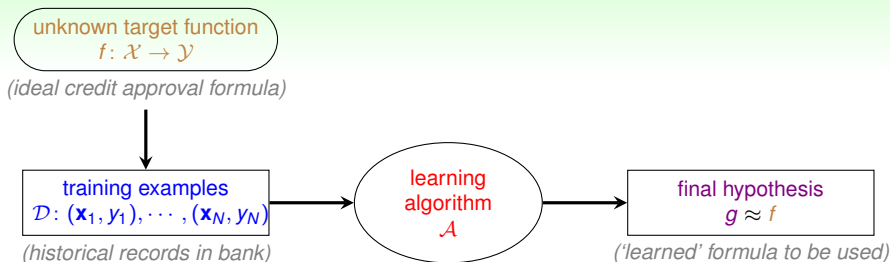 unknown target function
f: 𝒳 → 𝒴
(ideal credit approval formula)
training examples
𝒟: (x₁, y₁), ⋯ , (x_N, y_N)
(historical records in bank)
learning
algorithm
𝒜
final hypothesis
g ≈ f
(‘learned’ formula to be used)